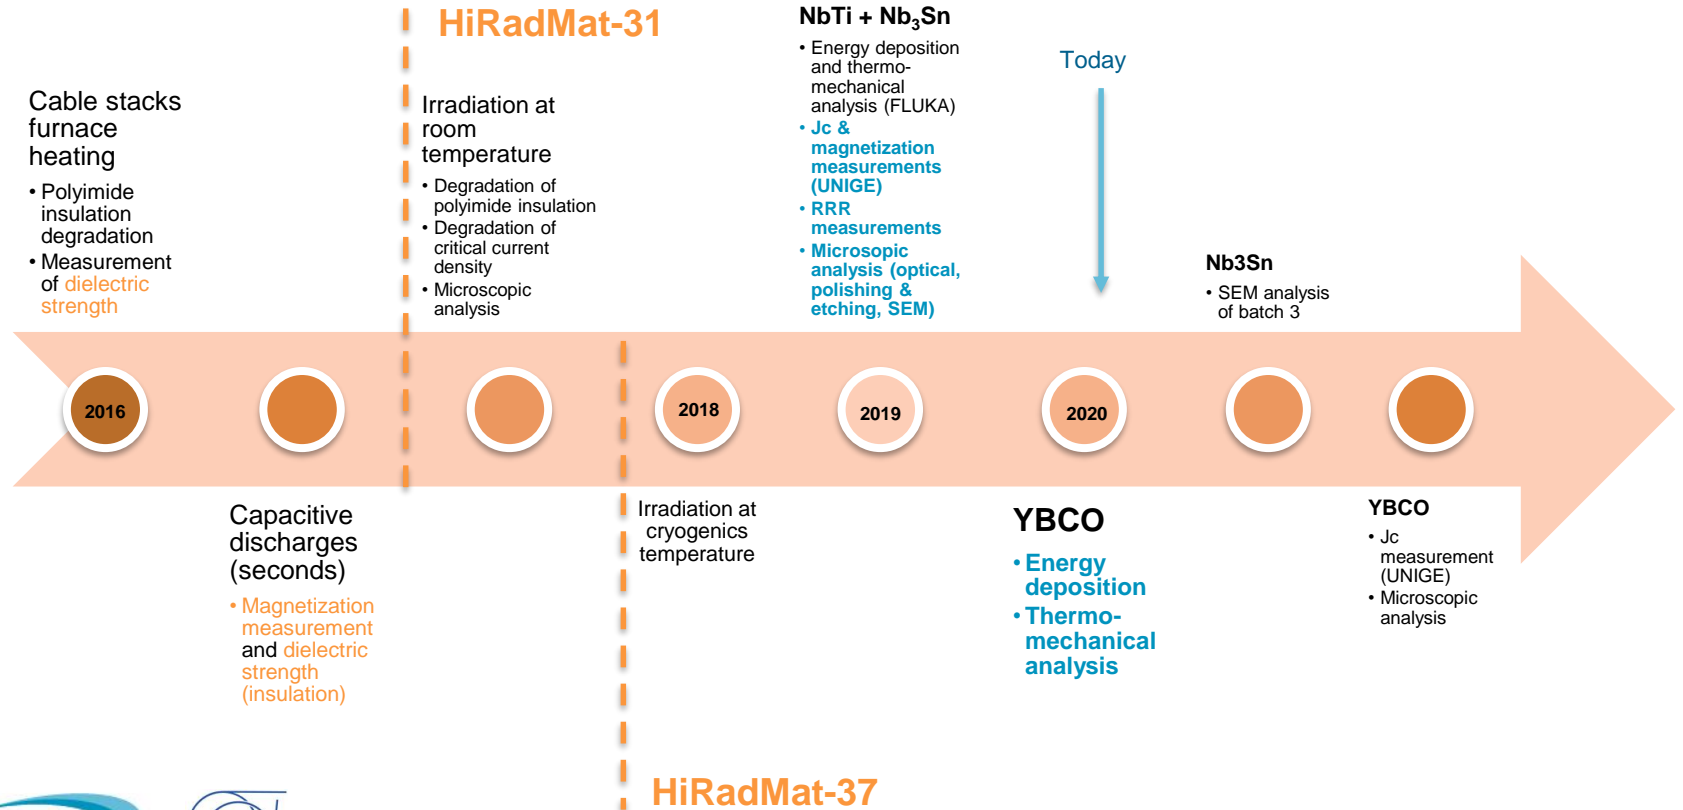 HiRadMat-31
Cable stacks
furnace
heating
• Polyimide
insulation
degradation
• Measurement
of dielectric
strength
Irradiation at
room
temperature
• Degradation of
polyimide insulation
• Degradation of
critical current
density
• Microscopic
analysis
NbTi + Nb₃Sn
• Energy deposition
and thermo-
mechanical
analysis (FLUKA)
• Jc &
magnetization
measurements
(UNIGE)
• RRR
measurements
• Microsopic
analysis (optical,
polishing &
etching, SEM)
Today
Nb3Sn
• SEM analysis
of batch 3
2016
2018
2019
2020
Capacitive
discharges
(seconds)
• Magnetization
measurement
and dielectric
strength
(insulation)
Irradiation at
cryogenics
temperature
YBCO
• Energy
deposition
• Thermo-
mechanical
analysis
YBCO
• Jc
measurement
(UNIGE)
• Microscopic
analysis
HiRadMat-37